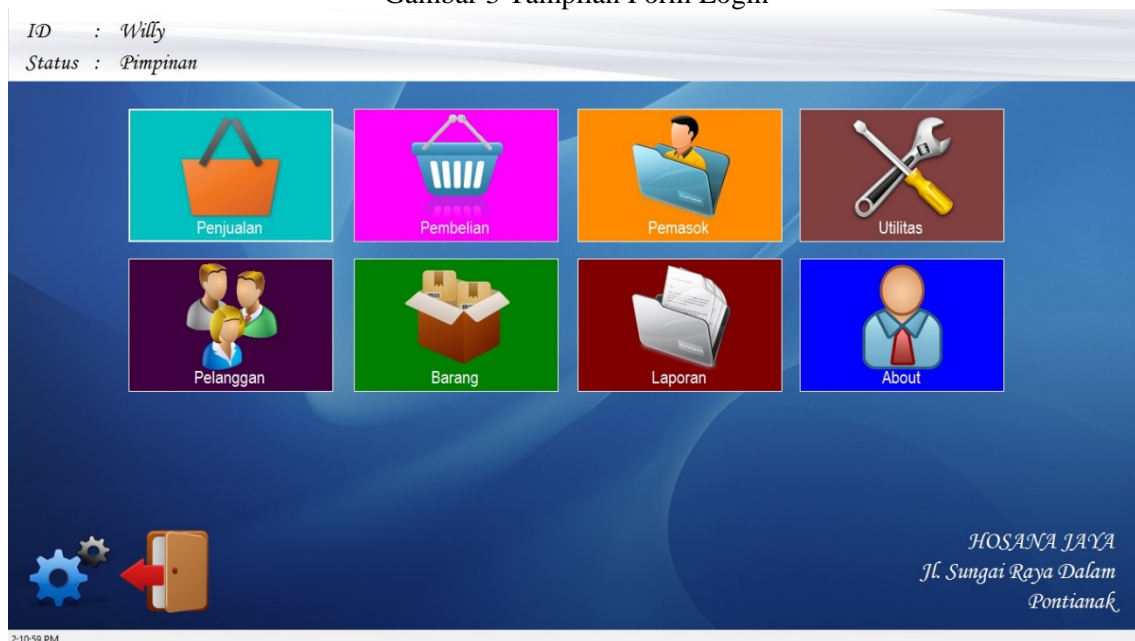 Gambar 3 Tampilan Form Login
ID : Willy
Status : Pimpinan
Penjualan
Pembelian
Pemasok
Utilitas
Pelanggan
Barang
Laporan
About
HOSANA JAYA
Jl. Sungai Raya Dalam
Pontianak
2:10:59 PM